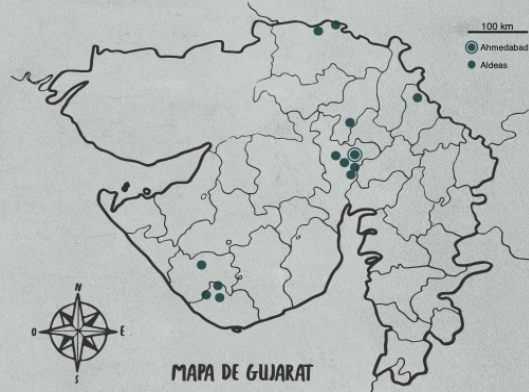 100 km
Ahmedabad
Aldeas
N
O
E
S
MAPA DE GUJARAT